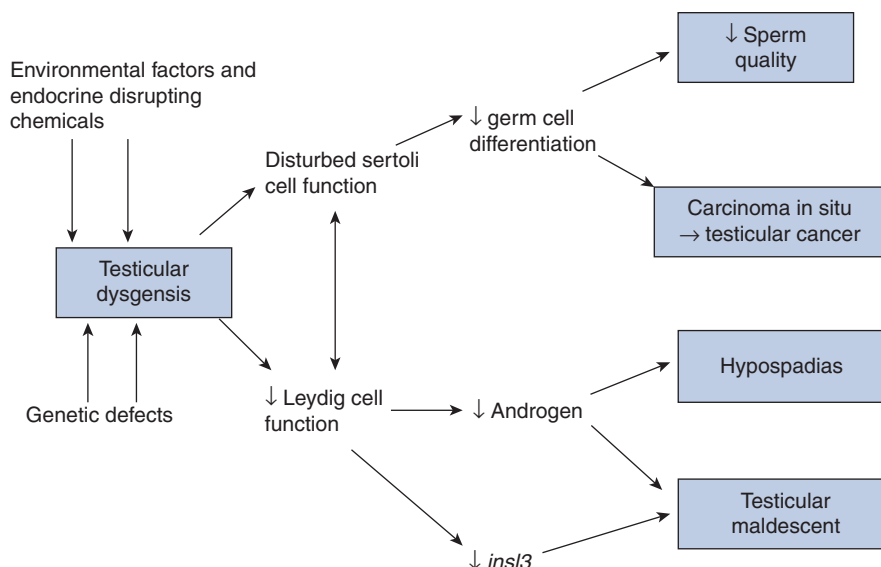 Environmental factors and
endocrine disrupting
chemicals
Testicular
dysgensis
Genetic defects
Disturbed sertoli
cell function
↓ Leydig cell
function
↓ germ cell
differentiation
↓ Androgen
↓ insl3
↓ Sperm
quality
Carcinoma in situ
→ testicular cancer
Hypospadias
Testicular
maldescent